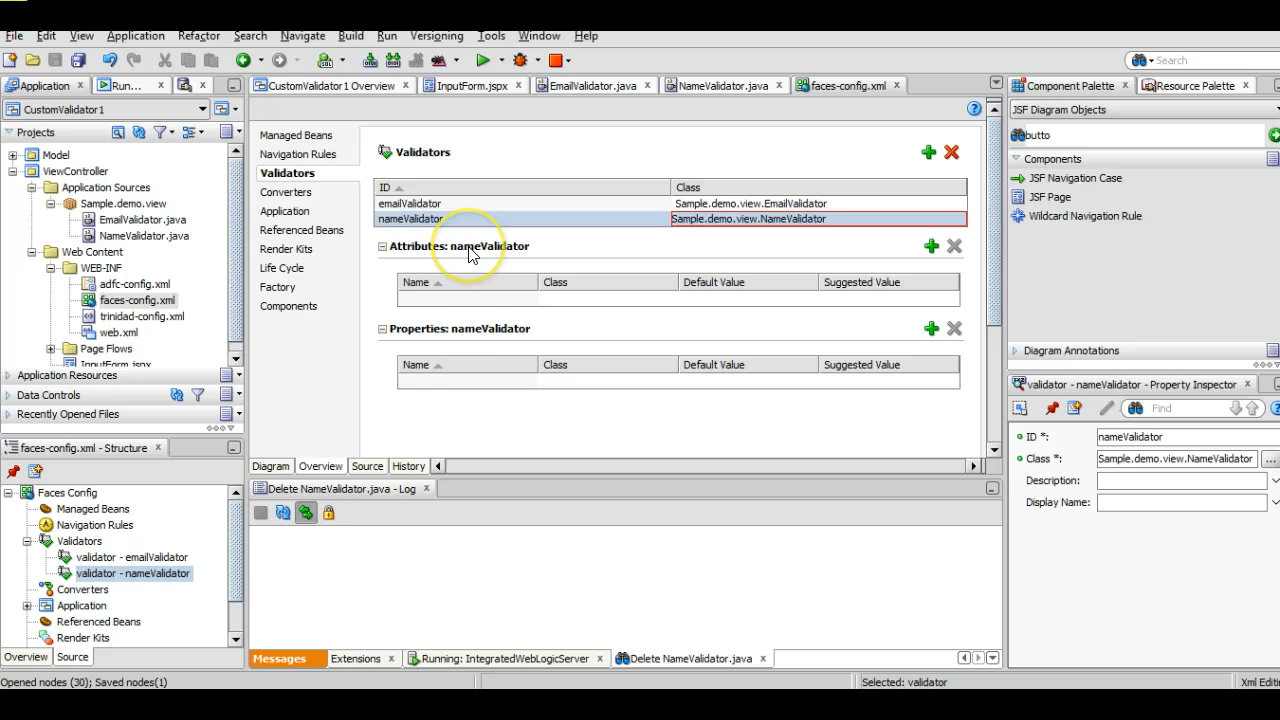 File Edit View Application Refactor Search Navigate Build Run Versioning Tools Window Help
Search
Application Run...
CustomValidator1 Overview InputForm.jspx EmailValidator.java NameValidator.java faces-config.xml
Component Palette Resource Palette
CustomValidator1
Projects
Model
ViewController
Application Sources
Sample.demo.view
EmailValidator.java
NameValidator.java
Web Content
WEB-INF
adfc-config.xml
faces-config.xml
trinidad-config.xml
web.xml
Page Flows
InputForm.jspx
Application Resources
Data Controls
Recently Opened Files
faces-config.xml - Structure
Faces Config
Managed Beans
Navigation Rules
Validators
validator - emailValidator
validator - nameValidator
Converters
Application
Referenced Beans
Render Kits
Overview Source
Managed Beans
Navigation Rules
Validators
Converters
Application
Referenced Beans
Render Kits
Life Cycle
Factory
Components
Validators
ID Class
emailValidator Sample.demo.view.EmailValidator
nameValidator Sample.demo.view.NameValidator
Attributes: nameValidator
Name Class Default Value Suggested Value
Properties: nameValidator
Name Class Default Value Suggested Value
Diagram Overview Source History
Delete NameValidator.java - Log
Messages Extensions Running: IntegratedWebLogicServer Delete NameValidator.java
JSF Diagram Objects
butto
Components
JSF Navigation Case
JSF Page
Wildcard Navigation Rule
Diagram Annotations
validator - nameValidator - Property Inspector
Find
ID *: nameValidator
Class *: Sample.demo.view.NameValidator ...
Description:
Display Name:
Opened nodes (30); Saved nodes(1) Selected: validator Xml Editi